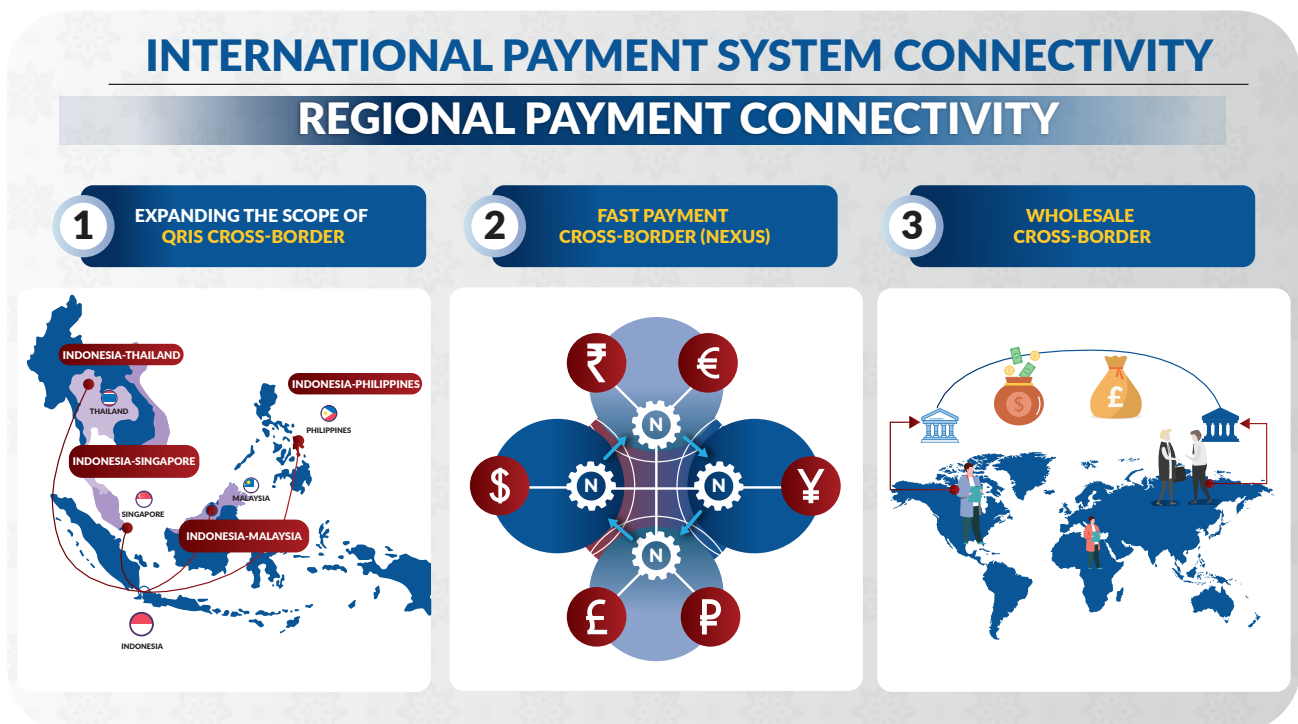 INTERNATIONAL PAYMENT SYSTEM CONNECTIVITY
REGIONAL PAYMENT CONNECTIVITY
1
EXPANDING THE SCOPE OF
QRIS CROSS-BORDER
INDONESIA-THAILAND
THAILAND
INDONESIA-PHILIPPINES
PHILIPPINES
INDONESIA-SINGAPORE
SINGAPORE
MALAYSIA
INDONESIA-MALAYSIA
INDONESIA
2
FAST PAYMENT
CROSS-BORDER (NEXUS)
₹
€
N
$
N
N
¥
N
£
₽
3
WHOLESALE
CROSS-BORDER
$
£